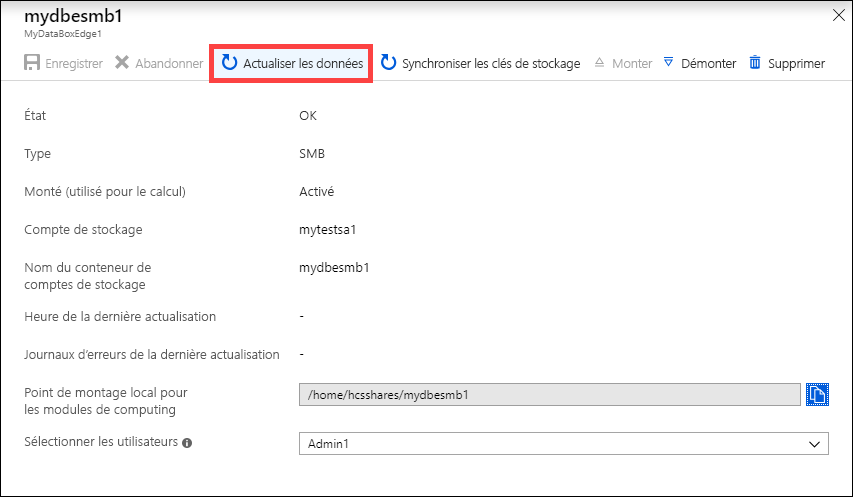 mydbesmb1
MyDataBoxEdge1
Enregistrer Abandonner Actualiser les données Synchroniser les clés de stockage Monter Démonter Supprimer
État OK
Type SMB
Monté (utilisé pour le calcul) Activé
Compte de stockage mytestsa1
Nom du conteneur de mydbesmb1
comptes de stockage
Heure de la dernière actualisation -
Journaux d'erreurs de la dernière actualisation -
Point de montage local pour /home/hcsshares/mydbesmb1
les modules de computing
Sélectionner les utilisateurs Admin1